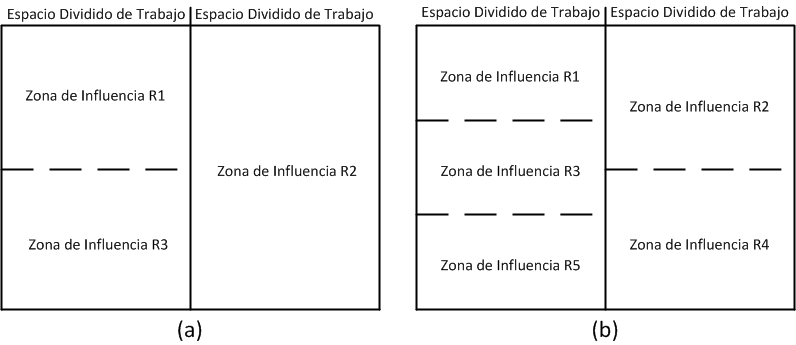 Espacio Dividido de Trabajo
Espacio Dividido de Trabajo
Zona de Influencia R1
Zona de Influencia R2
Zona de Influencia R3
(a)
Espacio Dividido de Trabajo
Espacio Dividido de Trabajo
Zona de Influencia R1
Zona de Influencia R2
Zona de Influencia R3
Zona de Influencia R4
Zona de Influencia R5
(b)